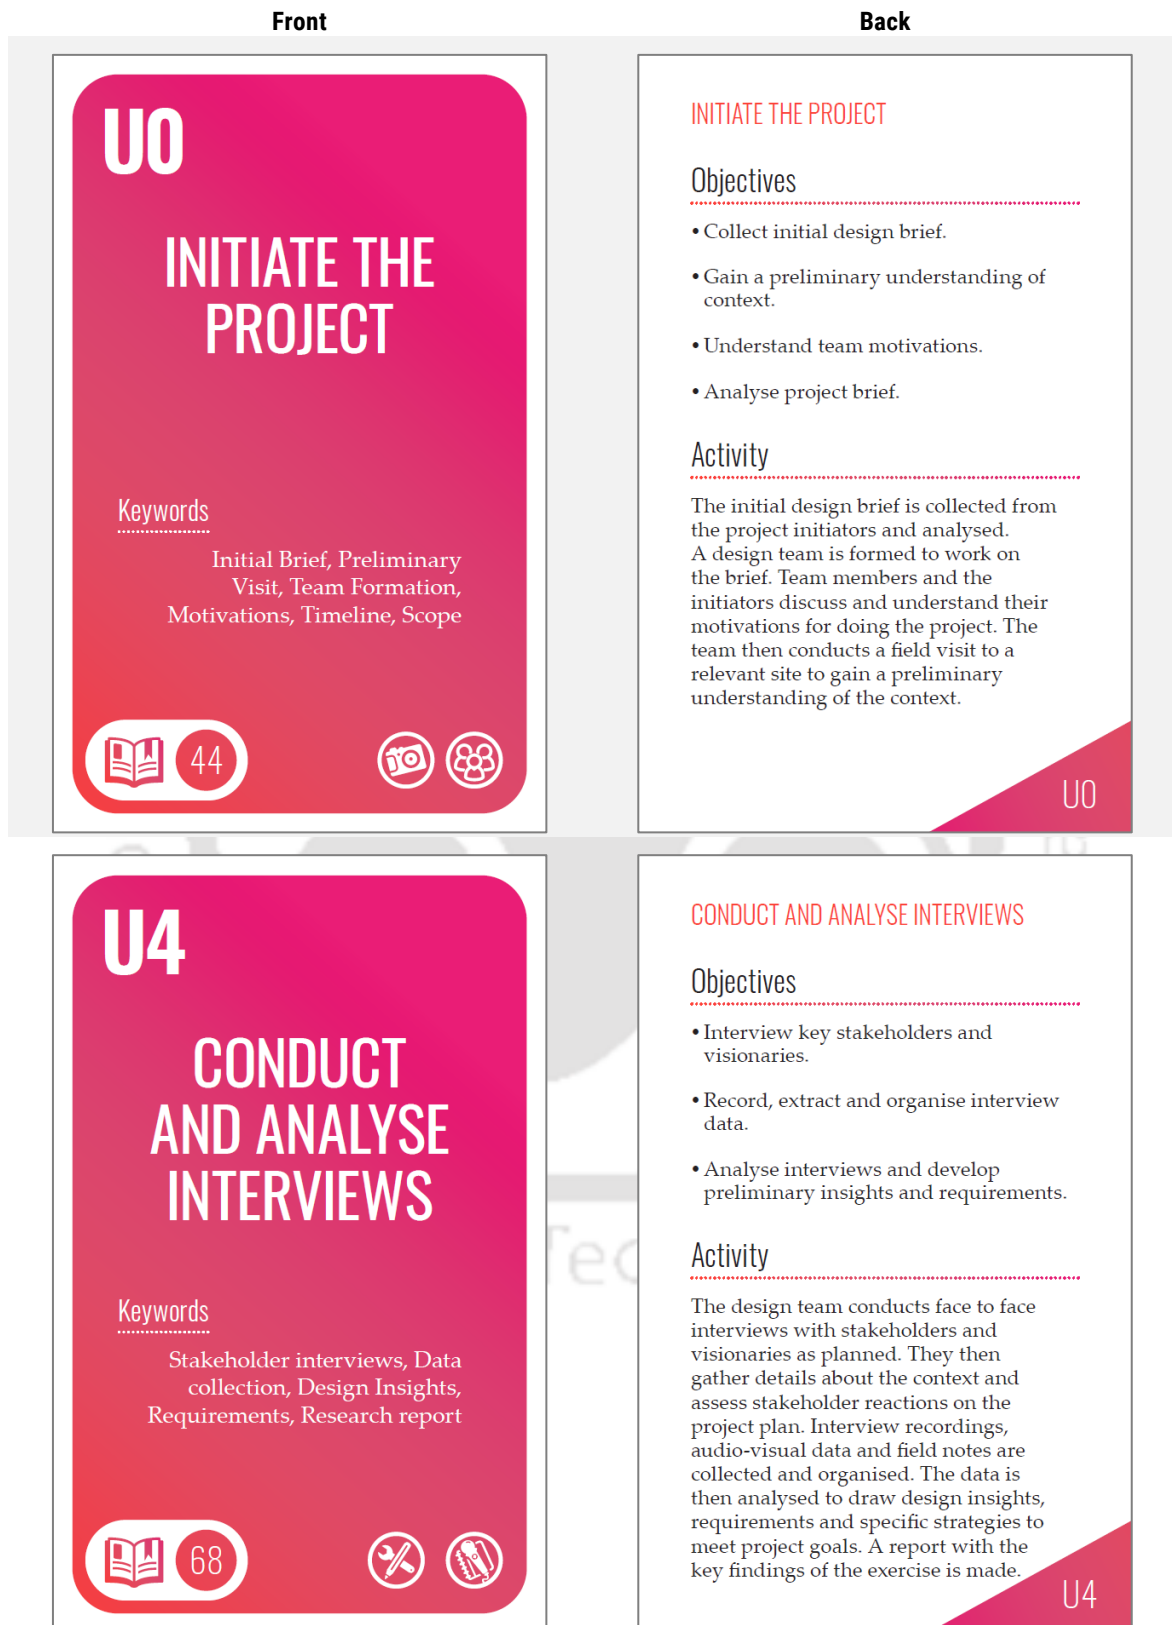 Front
Back
U0
INITIATE THE
PROJECT
Keywords
Initial Brief, Preliminary
Visit, Team Formation,
Motivations, Timeline, Scope
44
INITIATE THE PROJECT
Objectives
• Collect initial design brief.
• Gain a preliminary understanding of
context.
• Understand team motivations.
• Analyse project brief.
Activity
The initial design brief is collected from
the project initiators and analysed.
A design team is formed to work on
the brief. Team members and the
initiators discuss and understand their
motivations for doing the project. The
team then conducts a field visit to a
relevant site to gain a preliminary
understanding of the context.
U0
U4
CONDUCT
AND ANALYSE
INTERVIEWS
Keywords
Stakeholder interviews, Data
collection, Design Insights,
Requirements, Research report
68
CONDUCT AND ANALYSE INTERVIEWS
Objectives
• Interview key stakeholders and
visionaries.
• Record, extract and organise interview
data.
• Analyse interviews and develop
preliminary insights and requirements.
Activity
The design team conducts face to face
interviews with stakeholders and
visionaries as planned. They then
gather details about the context and
assess stakeholder reactions on the
project plan. Interview recordings,
audio-visual data and field notes are
collected and organised. The data is
then analysed to draw design insights,
requirements and specific strategies to
meet project goals. A report with the
key findings of the exercise is made.
U4